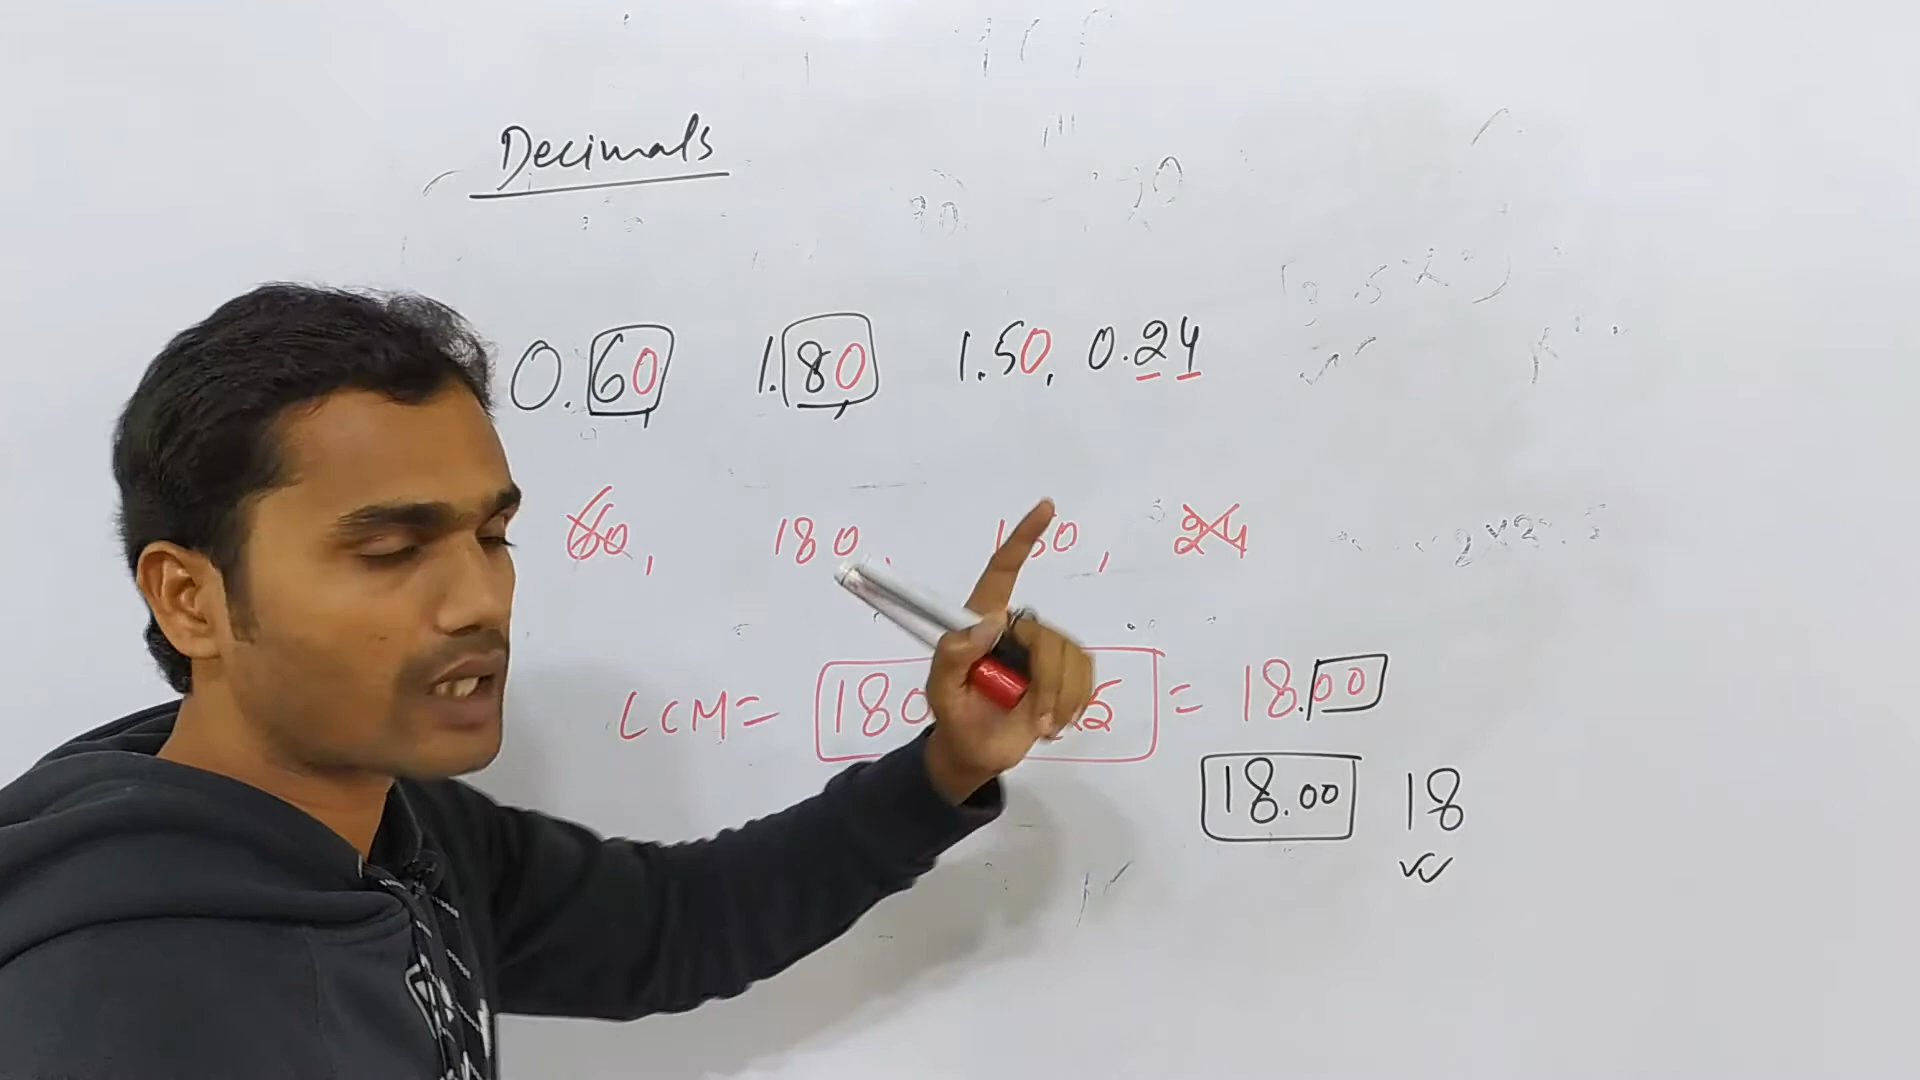 Decimals
0.60, 1.80, 1.50, 0.24
60, 180, 150, 24
LCM = 180 5 = 18.00
18.00 18